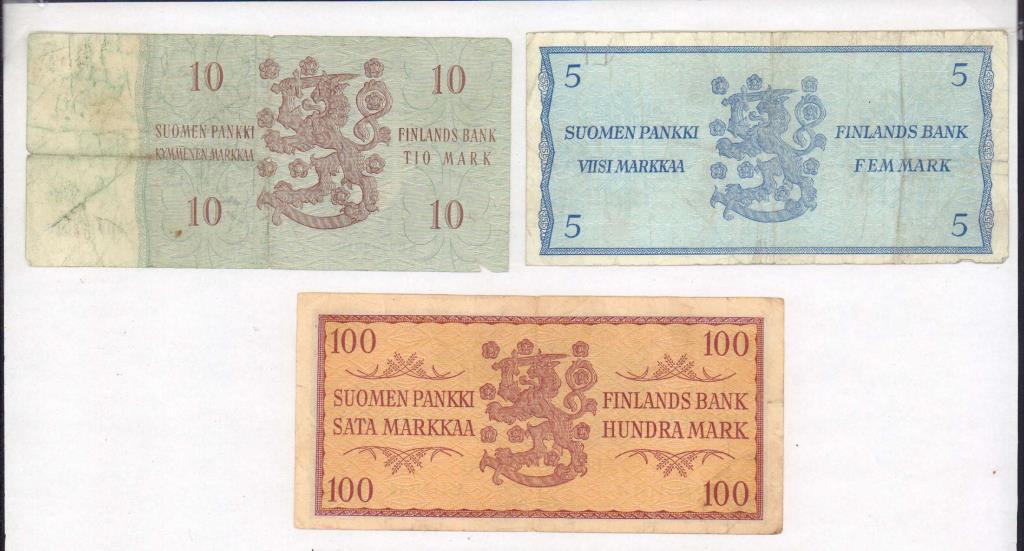 10 10
SUOMEN PANKKI FINLANDS BANK
KYMMENEN MARKKAA TIO MARK
10 10
5 5
SUOMEN PANKKI FINLANDS BANK
VIISI MARKKAA FEM MARK
5 5
100 100
SUOMEN PANKKI FINLANDS BANK
SATA MARKKAA HUNDRA MARK
100 100